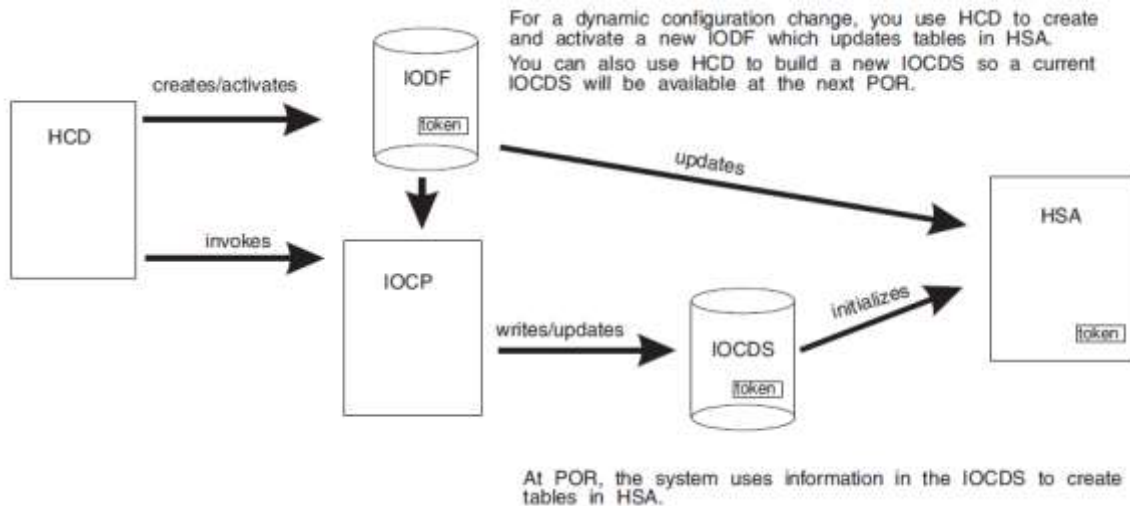 For a dynamic configuration change, you use HCD to create
and activate a new IODF which updates tables in HSA.
You can also use HCD to build a new IOCDS so a current
IOCDS will be available at the next POR.
creates/activates
IODF
token
HCD
updates
HSA
invokes
IOCP
initializes
writes/updates
IOCDS
token
token
At POR, the system uses information in the IOCDS to create
tables in HSA.